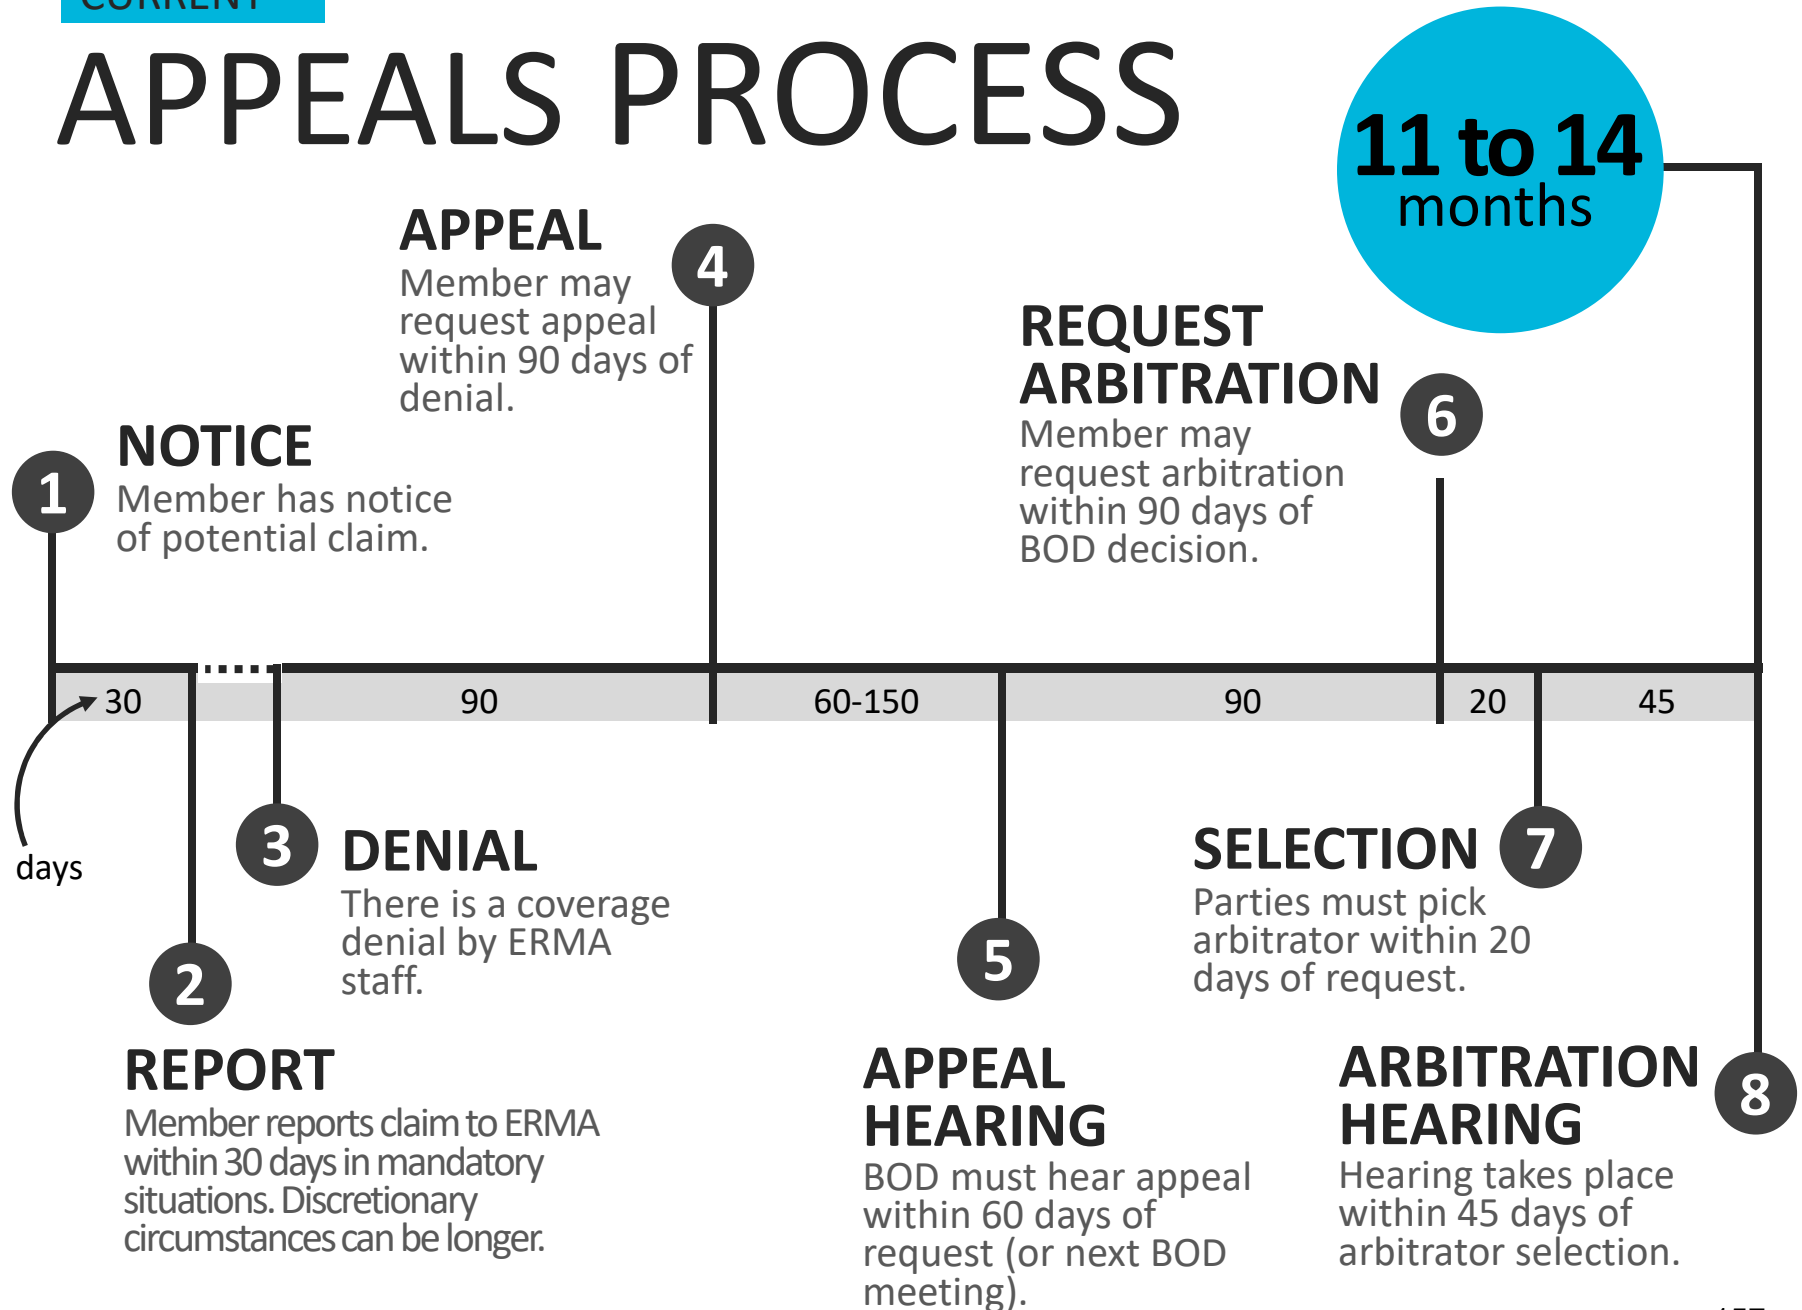 CURRENT
APPEALS PROCESS
11 to 14
months
1
NOTICE
Member has notice
of potential claim.
4
APPEAL
Member may
request appeal
within 90 days of
denial.
6
REQUEST
ARBITRATION
Member may
request arbitration
within 90 days of
BOD decision.
30
90
60-150
90
20
45
days
2
REPORT
Member reports claim to ERMA
within 30 days in mandatory
situations. Discretionary
circumstances can be longer.
3
DENIAL
There is a coverage
denial by ERMA
staff.
5
APPEAL
HEARING
BOD must hear appeal
within 60 days of
request (or next BOD
meeting).
7
SELECTION
Parties must pick
arbitrator within 20
days of request.
8
ARBITRATION
HEARING
Hearing takes place
within 45 days of
arbitrator selection.